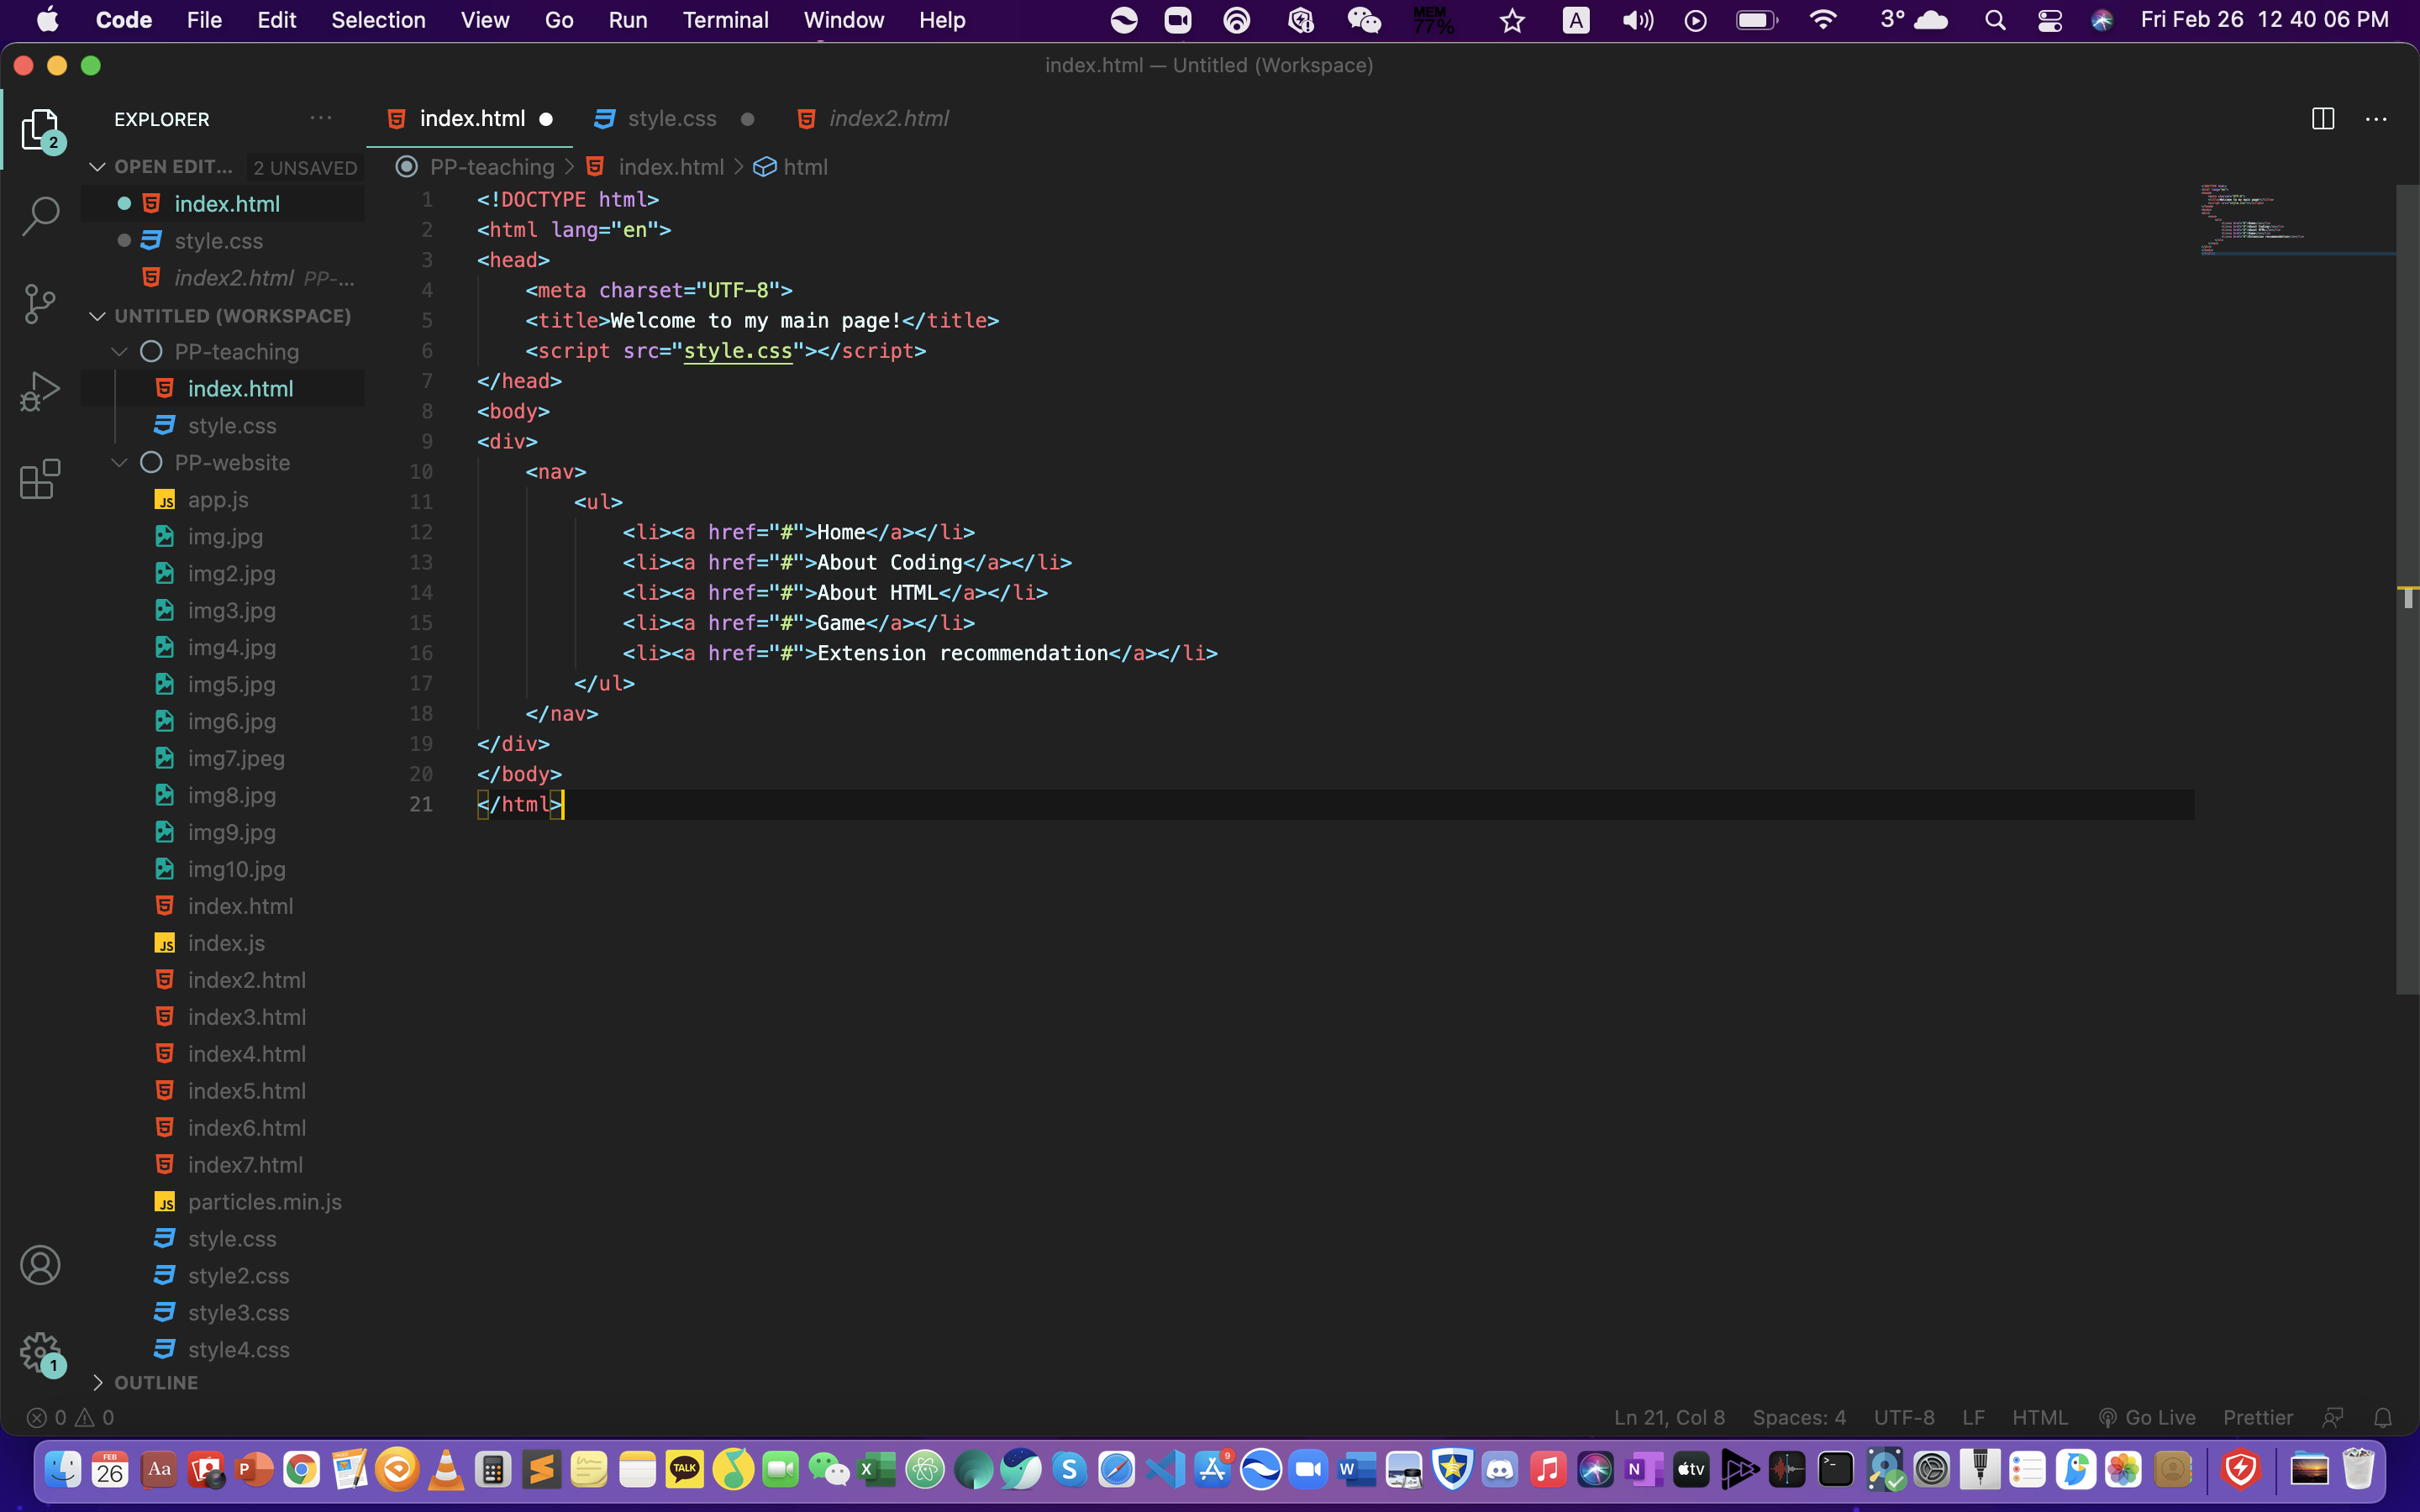 Code File Edit Selection View Go Run Terminal Window Help MEM 77% A 3° Fri Feb 26 12 40 06 PM
index.html — Untitled (Workspace)
EXPLORER ··· index.html style.css index2.html ···
OPEN EDIT... 2 UNSAVED
PP-teaching > index.html > html
index.html
style.css
index2.html PP-...
UNTITLED (WORKSPACE)
PP-teaching
index.html
style.css
PP-website
app.js
img.jpg
img2.jpg
img3.jpg
img4.jpg
img5.jpg
img6.jpg
img7.jpeg
img8.jpg
img9.jpg
img10.jpg
index.html
index.js
index2.html
index3.html
index4.html
index5.html
index6.html
index7.html
particles.min.js
style.css
style2.css
style3.css
style4.css
OUTLINE
2
1
1 <!DOCTYPE html>
2 <html lang="en">
3 <head>
4 <meta charset="UTF-8">
5 <title>Welcome to my main page!</title>
6 <script src="style.css"></script>
7 </head>
8 <body>
9 <div>
10 <nav>
11 <ul>
12 <li><a href="#">Home</a></li>
13 <li><a href="#">About Coding</a></li>
14 <li><a href="#">About HTML</a></li>
15 <li><a href="#">Game</a></li>
16 <li><a href="#">Extension recommendation</a></li>
17 </ul>
18 </nav>
19 </div>
20 </body>
21 </html>
0 0 Ln 21, Col 8 Spaces: 4 UTF-8 LF HTML Go Live Prettier
FEB 26 Aa P TALK X S 9 W N tv